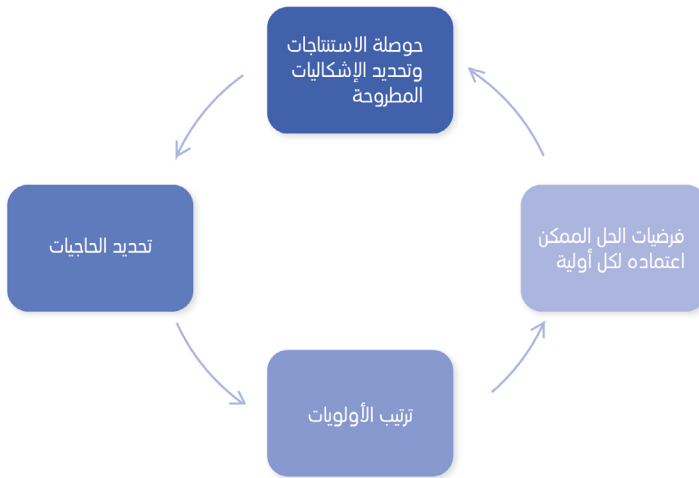 حوصلة الاستنتاجات
وتحديد الإشكاليات
المطروحة
تحديد الحاجيات
ترتيب الأولويات
فرضيات الحل الممكن
اعتماده لكل أولية